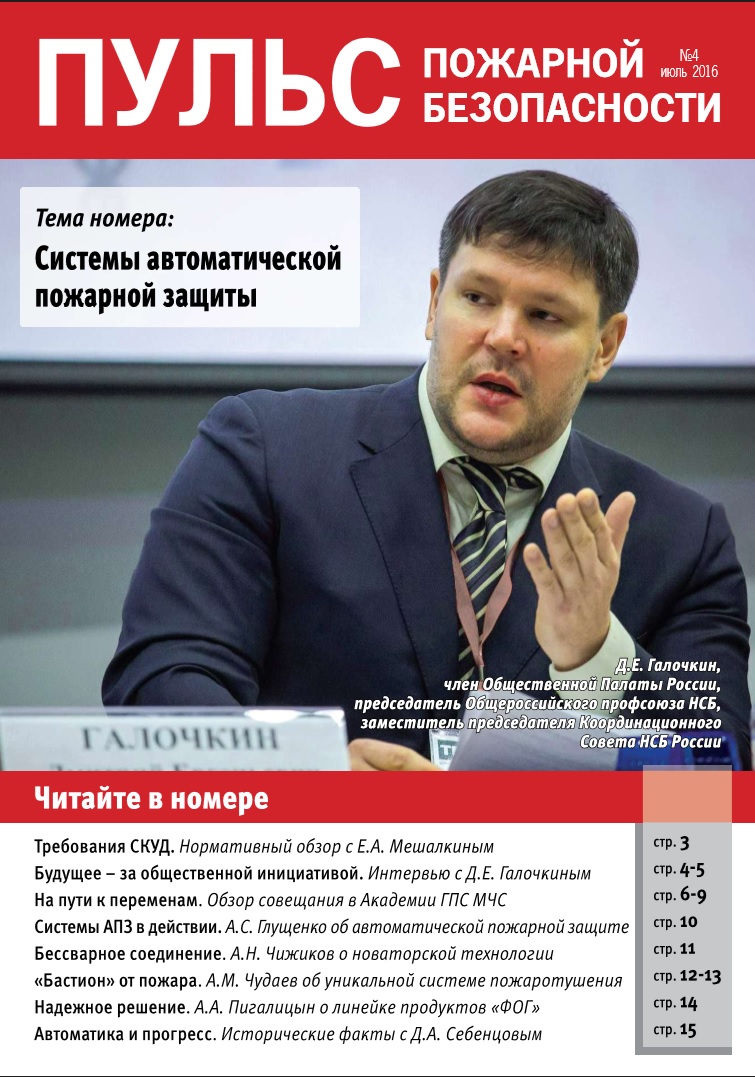 ПУЛЬС
ПОЖАРНОЙ
БЕЗОПАСНОСТИ
№4
июль 2016
Тема номера:
Системы автоматической
пожарной защиты
Д.Е. Галочкин,
член Общественной Палаты России,
председатель Общероссийского профсоюза НСБ,
заместитель председателя Координационного
Совета НСБ России
ГАЛОЧКИН
Читайте в номере
Требования СКУД. Нормативный обзор с Е.А. Мешалкиным стр. 3
Будущее – за общественной инициативой. Интервью с Д.Е. Галочкиным стр. 4-5
На пути к переменам. Обзор совещания в Академии ГПС МЧС стр. 6-9
Системы АПЗ в действии. А.С. Глущенко об автоматической пожарной защите стр. 10
Бессварное соединение. А.Н. Чижиков о новаторской технологии стр. 11
«Бастион» от пожара. А.М. Чудаев об уникальной системе пожаротушения стр. 12-13
Надежное решение. А.А. Пигалицын о линейке продуктов «ФОГ» стр. 14
Автоматика и прогресс. Исторические факты с Д.А. Себенцовым стр. 15